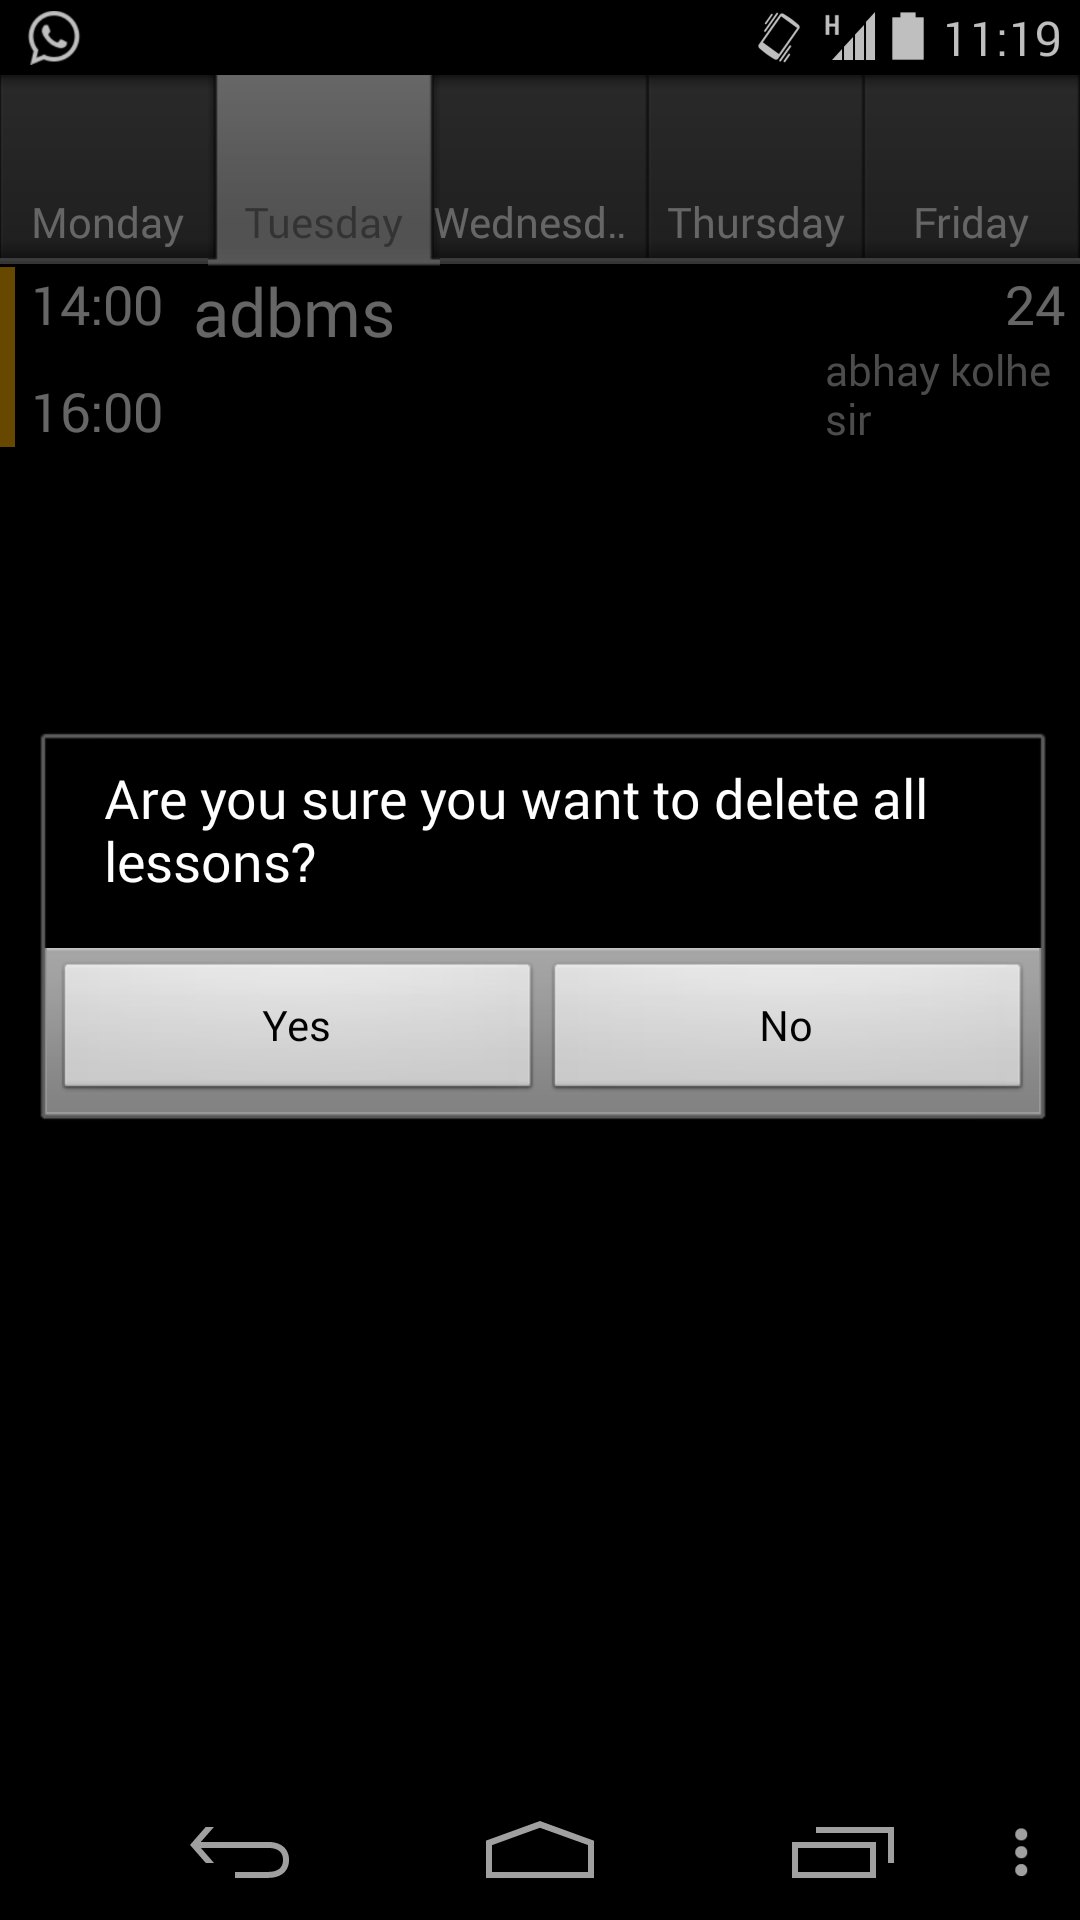 H 11:19
Monday Tuesday Wednesd.. Thursday Friday
14:00 adbms 24
abhay kolhe
sir
16:00
Are you sure you want to delete all
lessons?
Yes No